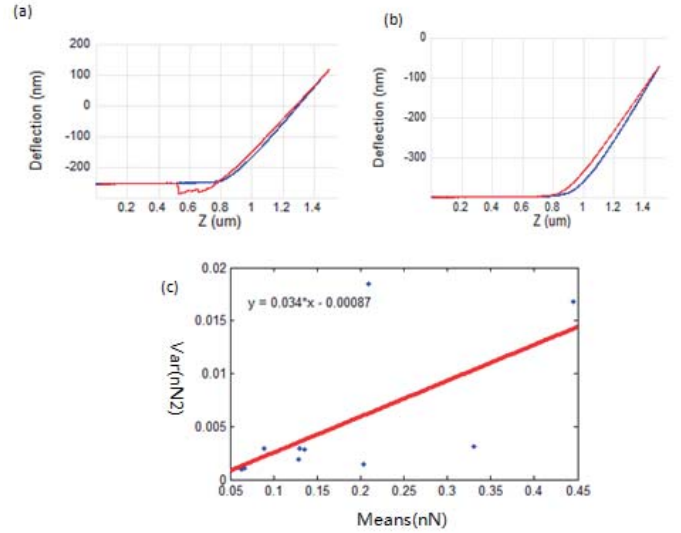 (a)
200
100
0
-100
-200
Deflection (nm)
0.2 0.4 0.6 0.8 1 1.2 1.4
Z (um)
(b)
0
-100
-200
-300
Deflection (nm)
0.2 0.4 0.6 0.8 1 1.2 1.4
Z (um)
(c)
y = 0.034*x - 0.00087
0.02
0.015
0.01
0.005
0
Var(nN2)
0.05 0.1 0.15 0.2 0.25 0.3 0.35 0.4 0.45
Means(nN)